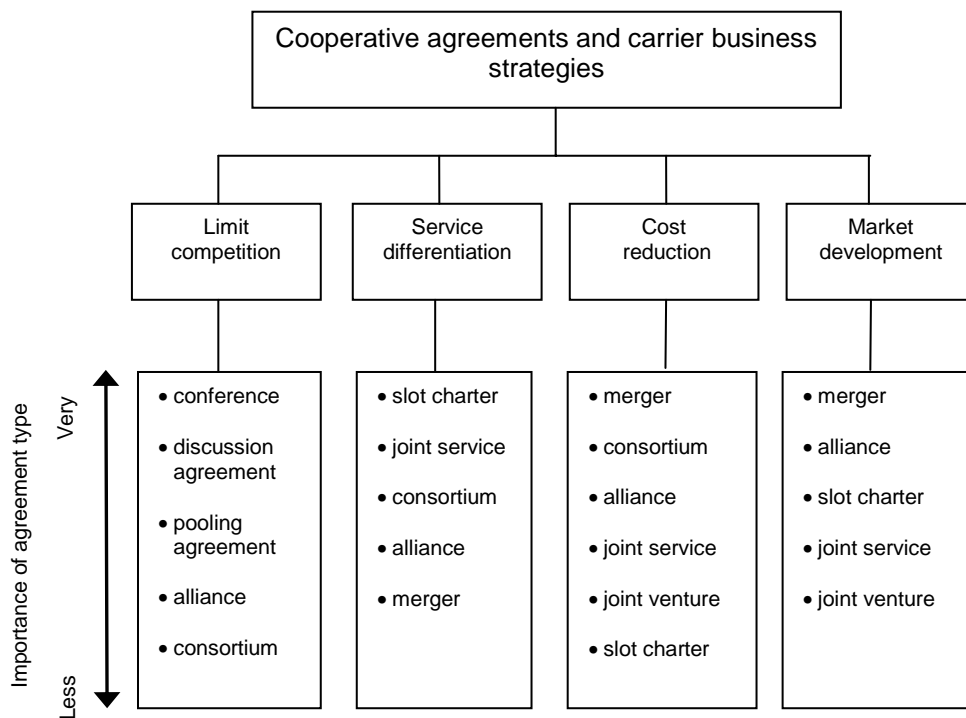 Cooperative agreements and carrier business
strategies
Limit
competition
Service
differentiation
Cost
reduction
Market
development
Importance of agreement type
Very
Less
• conference
• discussion
agreement
• pooling
agreement
• alliance
• consortium
• slot charter
• joint service
• consortium
• alliance
• merger
• merger
• consortium
• alliance
• joint service
• joint venture
• slot charter
• merger
• alliance
• slot charter
• joint service
• joint venture